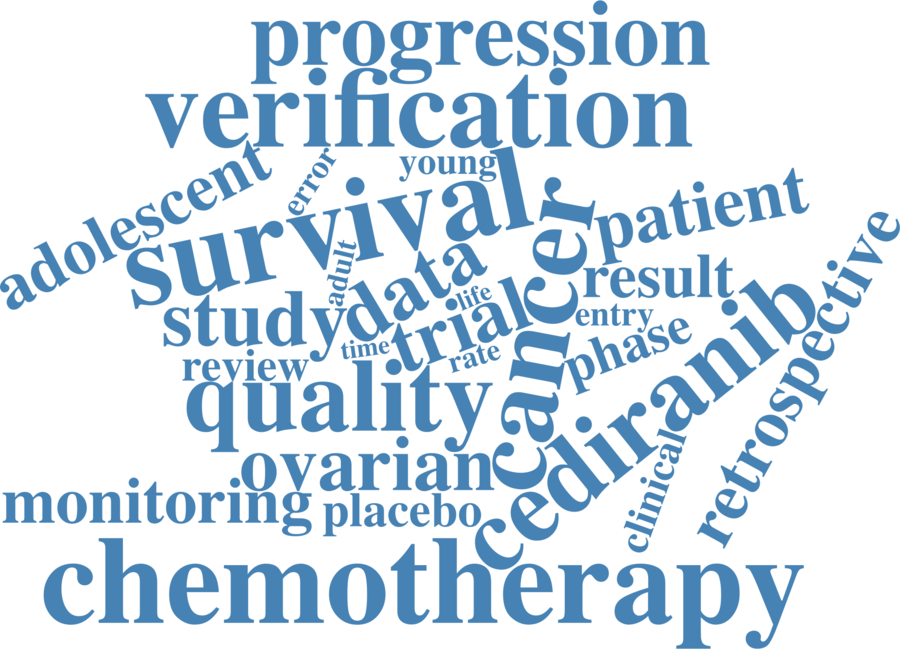 progression
verification
adolescent
error
young
survival
patient
adult
data
cancer
result
retrospective
study
life
trial
entry
time
rate
phase
cediranib
review
quality
ovarian
clinical
monitoring
placebo
chemotherapy